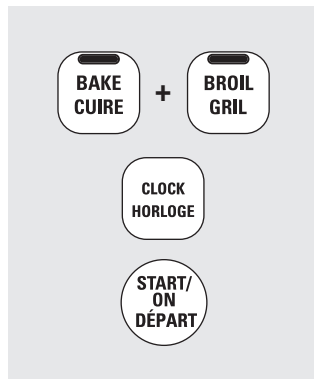 BAKE
CUIRE
+
BROIL
GRIL
CLOCK
HORLOGE
START/
ON
DÉPART